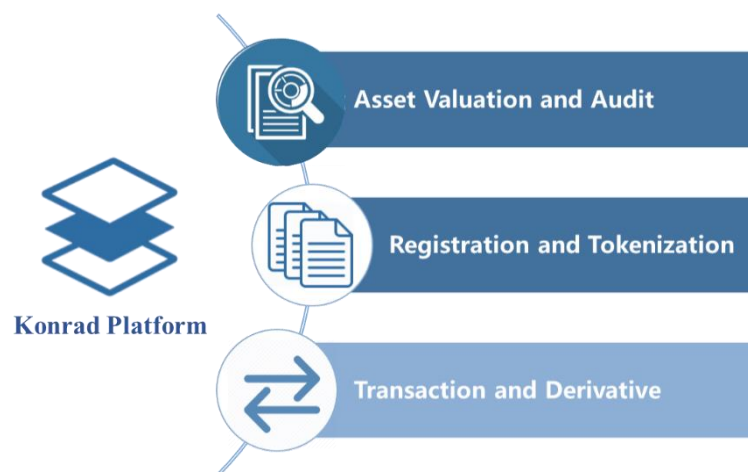 Asset Valuation and Audit
Registration and Tokenization
Konrad Platform
Transaction and Derivative